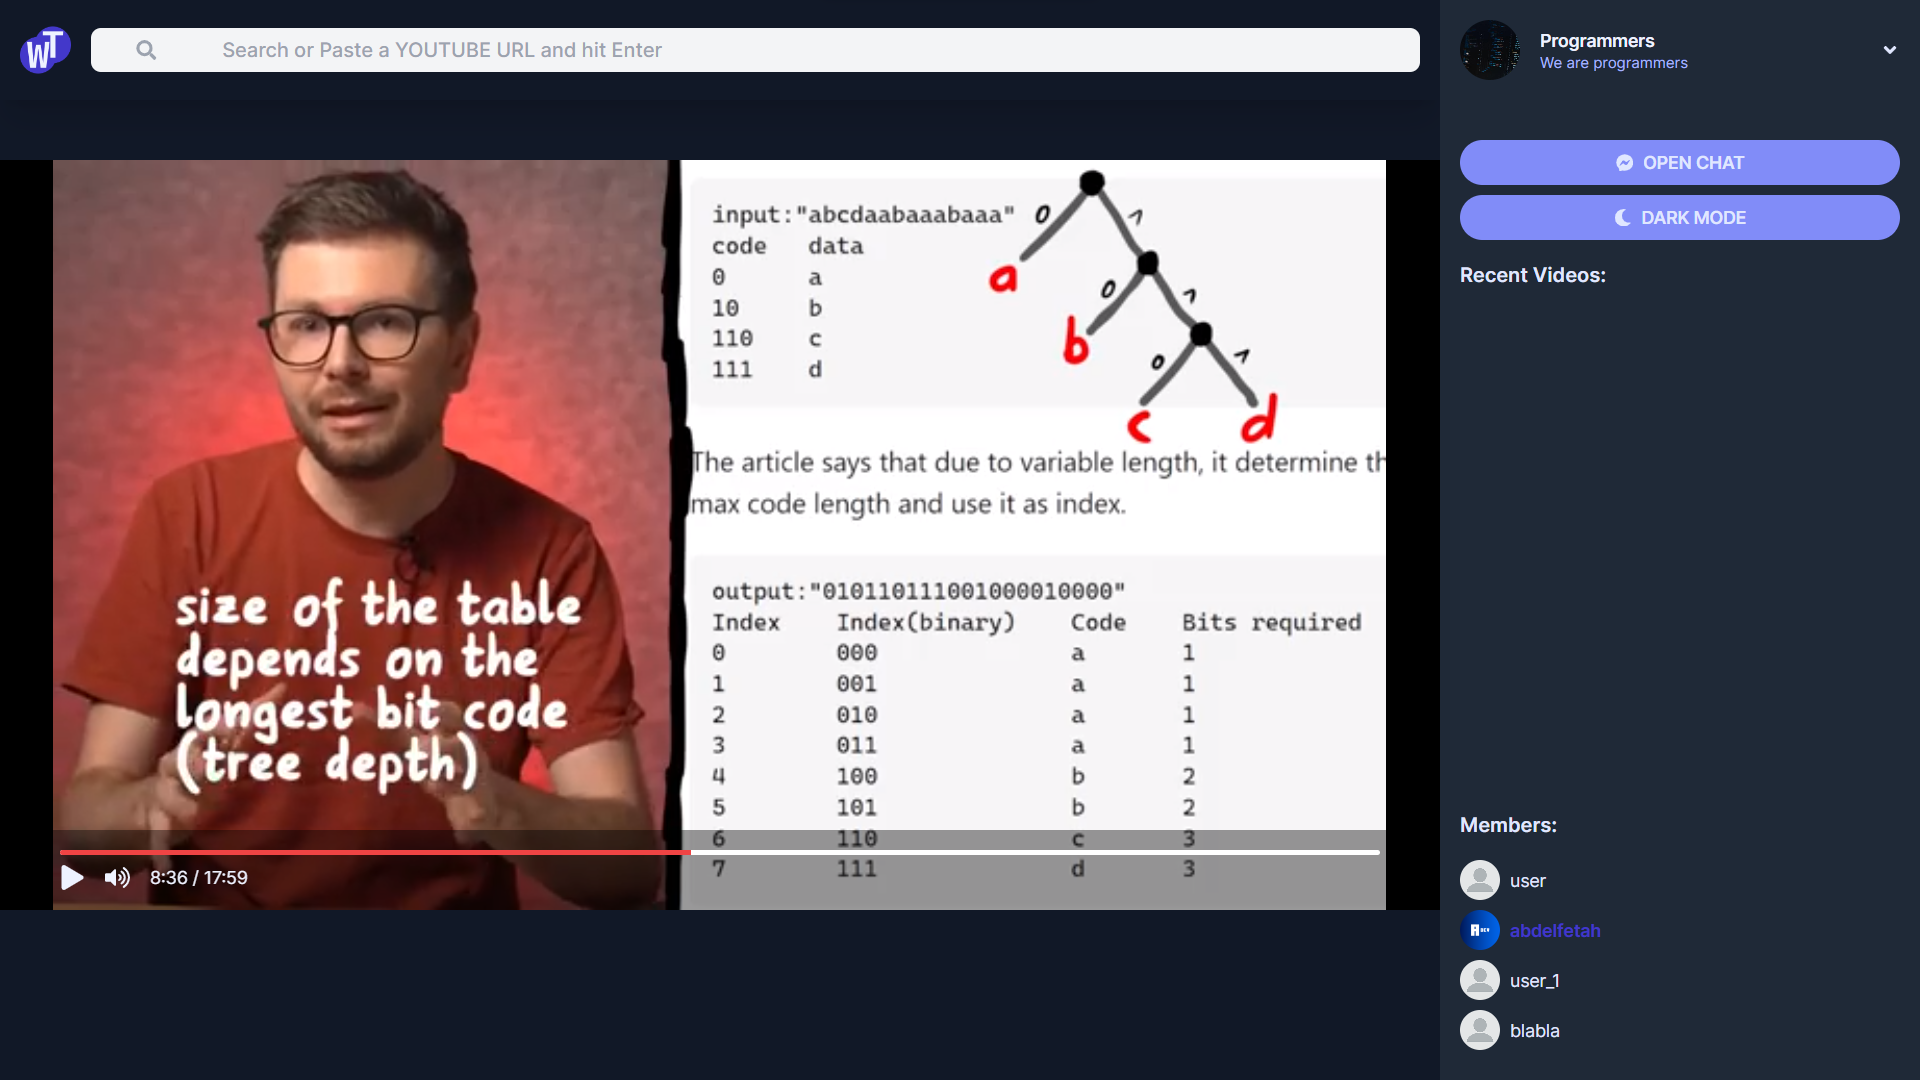 WT
Search or Paste a YOUTUBE URL and hit Enter
Programmers
We are programmers
OPEN CHAT
DARK MODE
Recent Videos:
input:"abcdaabaaabaaa"
code data
0 a
10 b
110 c
111 d
0 1
a
0 1
b
0 1
c d
The article says that due to variable length, it determine th
max code length and use it as index.
output:"010110111001000010000"
Index Index(binary) Code Bits required
0 000 a 1
1 001 a 1
2 010 a 1
3 011 a 1
4 100 b 2
5 101 b 2
6 110 c 3
7 111 d 3
size of the table
depends on the
longest bit code
(tree depth)
8:36 / 17:59
Members:
user
abdelfetah
user_1
blabla